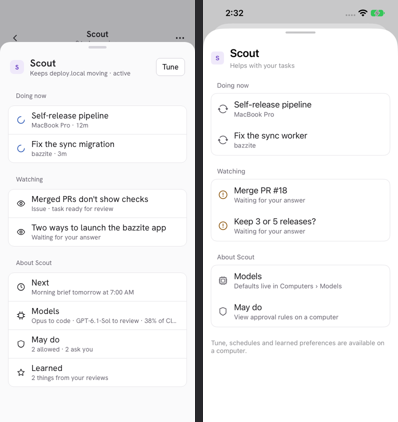 Scout
S
Scout
Keeps deploy.local moving · active
Tune
Doing now
Self-release pipeline
MacBook Pro · 12m
Fix the sync migration
bazzite · 3m
Watching
Merged PRs don't show checks
Issue · task ready for review
Two ways to launch the bazzite app
Waiting for your answer
About Scout
Next
Morning brief tomorrow at 7:00 AM
Models
Opus to code · GPT-6.1-Sol to review · 38% of Cl...
May do
2 allowed · 2 ask you
Learned
2 things from your reviews
2:32
S
Scout
Helps with your tasks
Doing now
Self-release pipeline
MacBook Pro
Fix the sync worker
bazzite
Watching
Merge PR #18
Waiting for your answer
Keep 3 or 5 releases?
Waiting for your answer
About Scout
Models
Defaults live in Computers › Models
May do
View approval rules on a computer
Tune, schedules and learned preferences are available on
a computer.